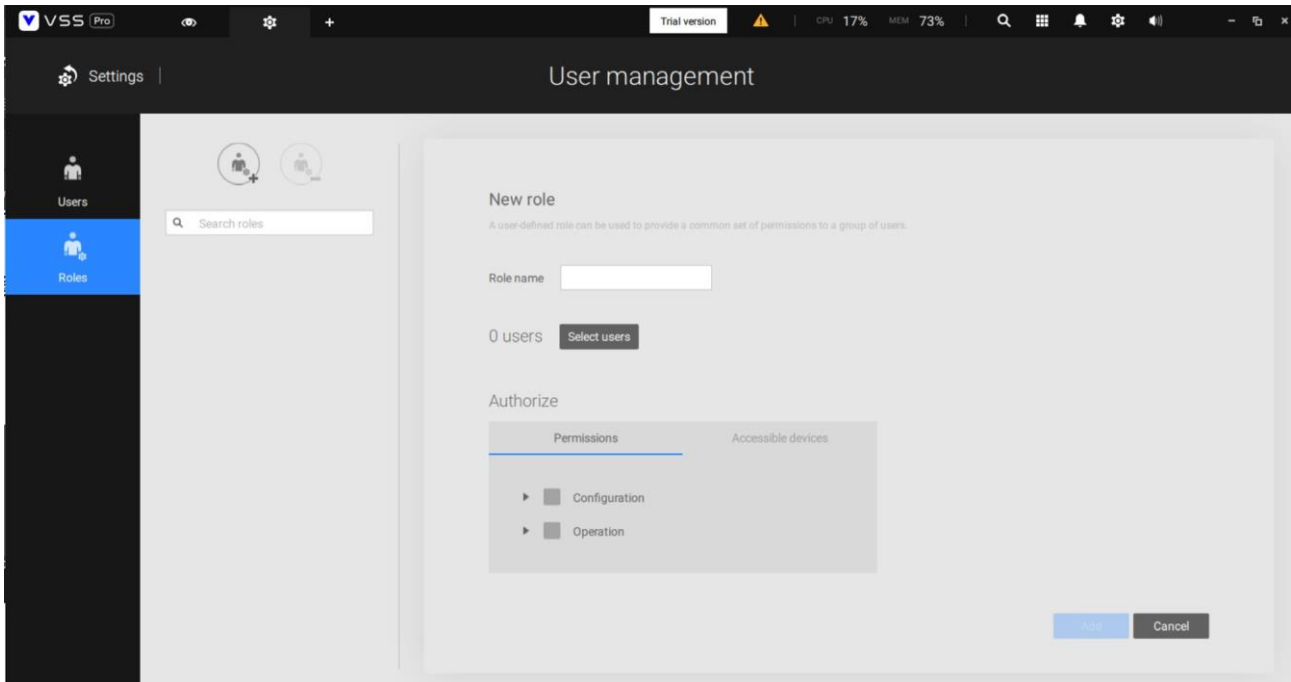 VSS Pro
Trial version
CPU 17% MEM 73%
Settings
User management
Users
Roles
Search roles
New role
A user-defined role can be used to provide a common set of permissions to a group of users.
Role name
0 users
Select users
Authorize
Permissions
Accessible devices
Configuration
Operation
Add
Cancel